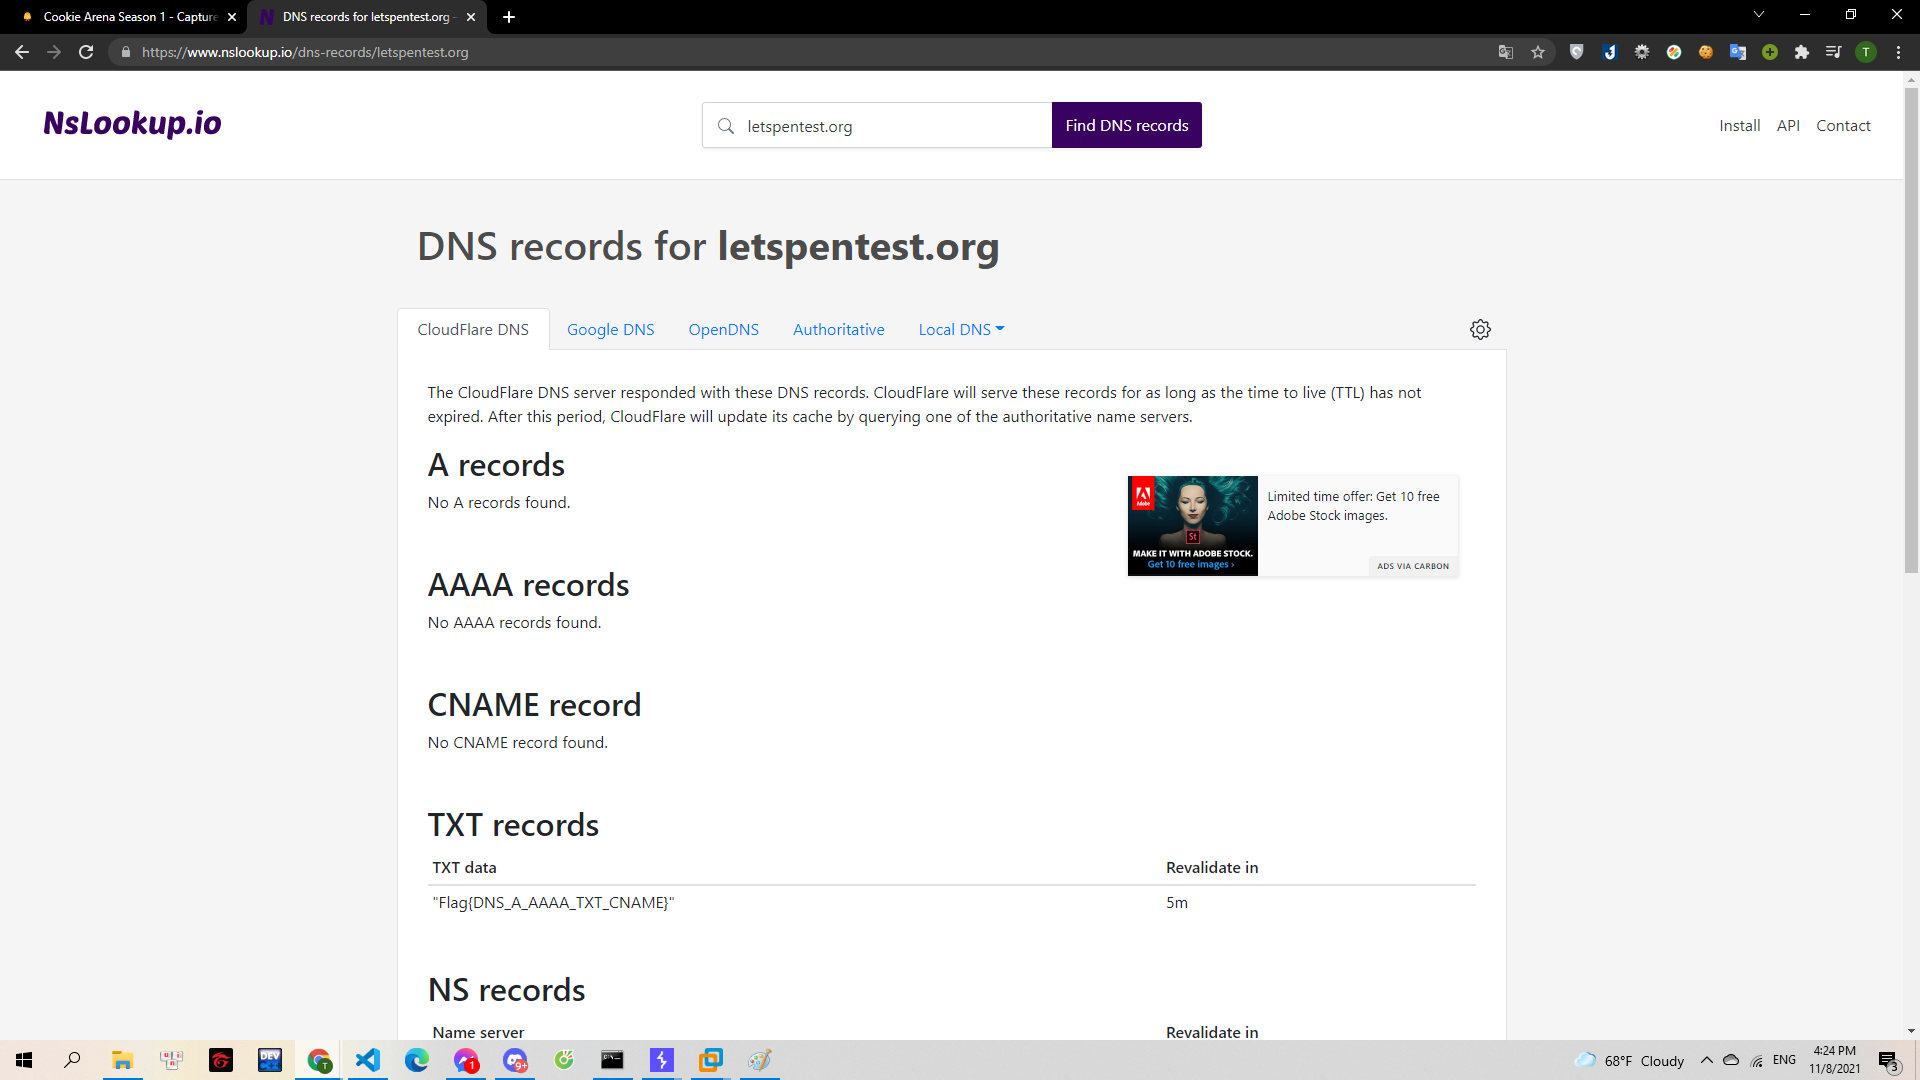 Cookie Arena Season 1 - Capture
DNS records for letspentest.org -
https://www.nslookup.io/dns-records/letspentest.org
T
NsLookup.io
letspentest.org
Find DNS records
Install API Contact
DNS records for letspentest.org
CloudFlare DNS Google DNS OpenDNS Authoritative Local DNS
The CloudFlare DNS server responded with these DNS records. CloudFlare will serve these records for as long as the time to live (TTL) has not
expired. After this period, CloudFlare will update its cache by querying one of the authoritative name servers.
A records
No A records found.
Adobe
St
MAKE IT WITH ADOBE STOCK.
Get 10 free images ›
Limited time offer: Get 10 free
Adobe Stock images.
ADS VIA CARBON
AAAA records
No AAAA records found.
CNAME record
No CNAME record found.
TXT records
TXT data Revalidate in
"Flag{DNS_A_AAAA_TXT_CNAME}" 5m
NS records
Name server Revalidate in
DEV
T
1
9+
68°F Cloudy
ENG
4:24 PM
11/8/2021
3